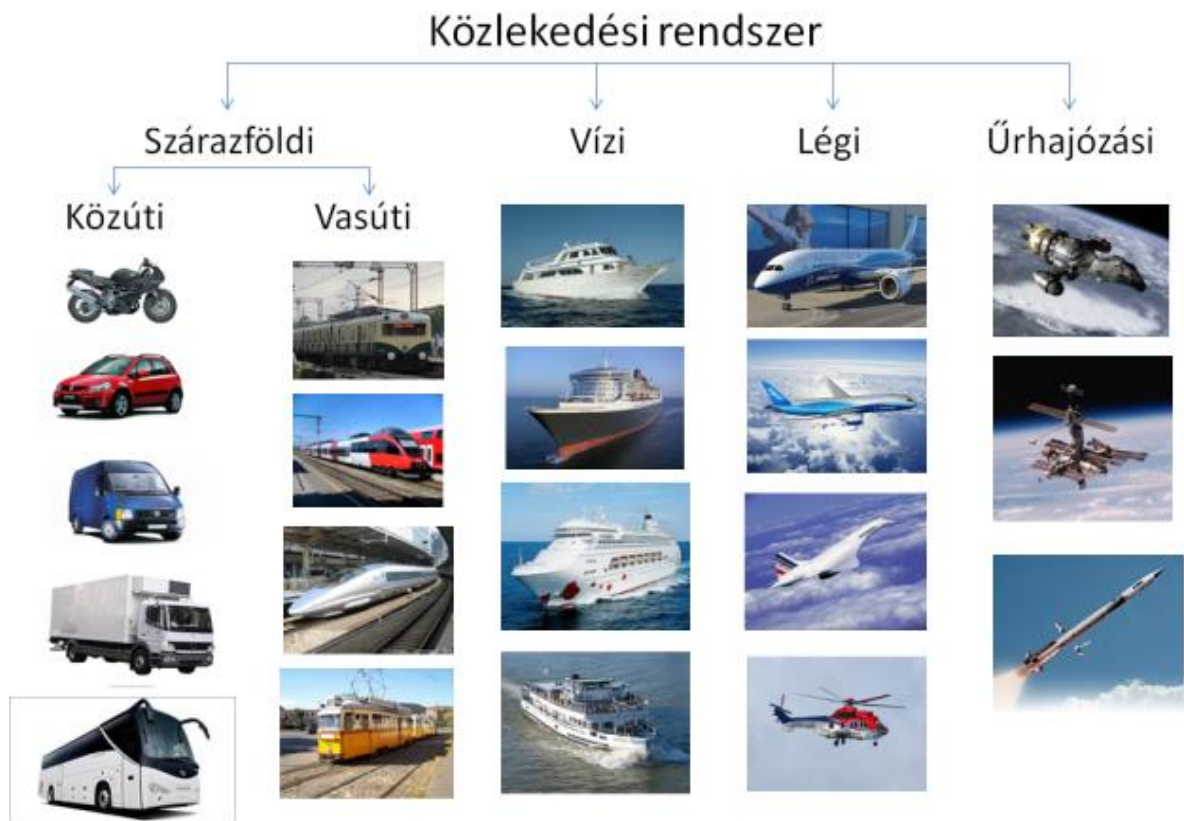 Közlekedési rendszer
Szárazföldi
Vízi
Légi
Űrhajózási
Közúti
Vasúti